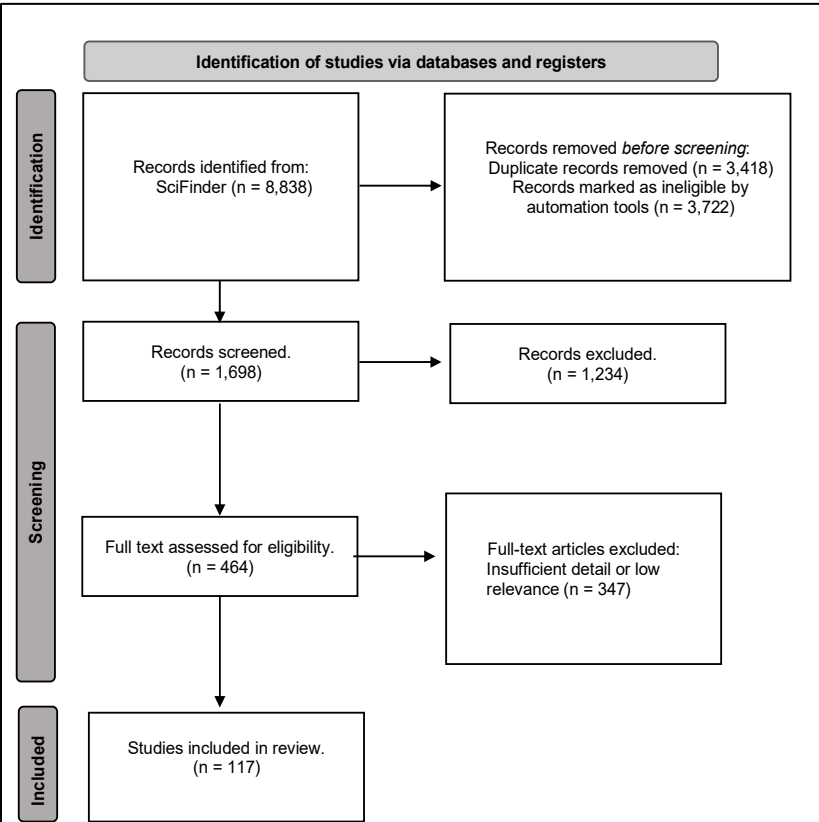 Identification of studies via databases and registers
Identification
Records identified from:
SciFinder (n = 8,838)
Records removed before screening:
Duplicate records removed (n = 3,418)
Records marked as ineligible by
automation tools (n = 3,722)
Screening
Records screened.
(n = 1,698)
Records excluded.
(n = 1,234)
Full text assessed for eligibility.
(n = 464)
Full-text articles excluded:
Insufficient detail or low
relevance (n = 347)
Included
Studies included in review.
(n = 117)